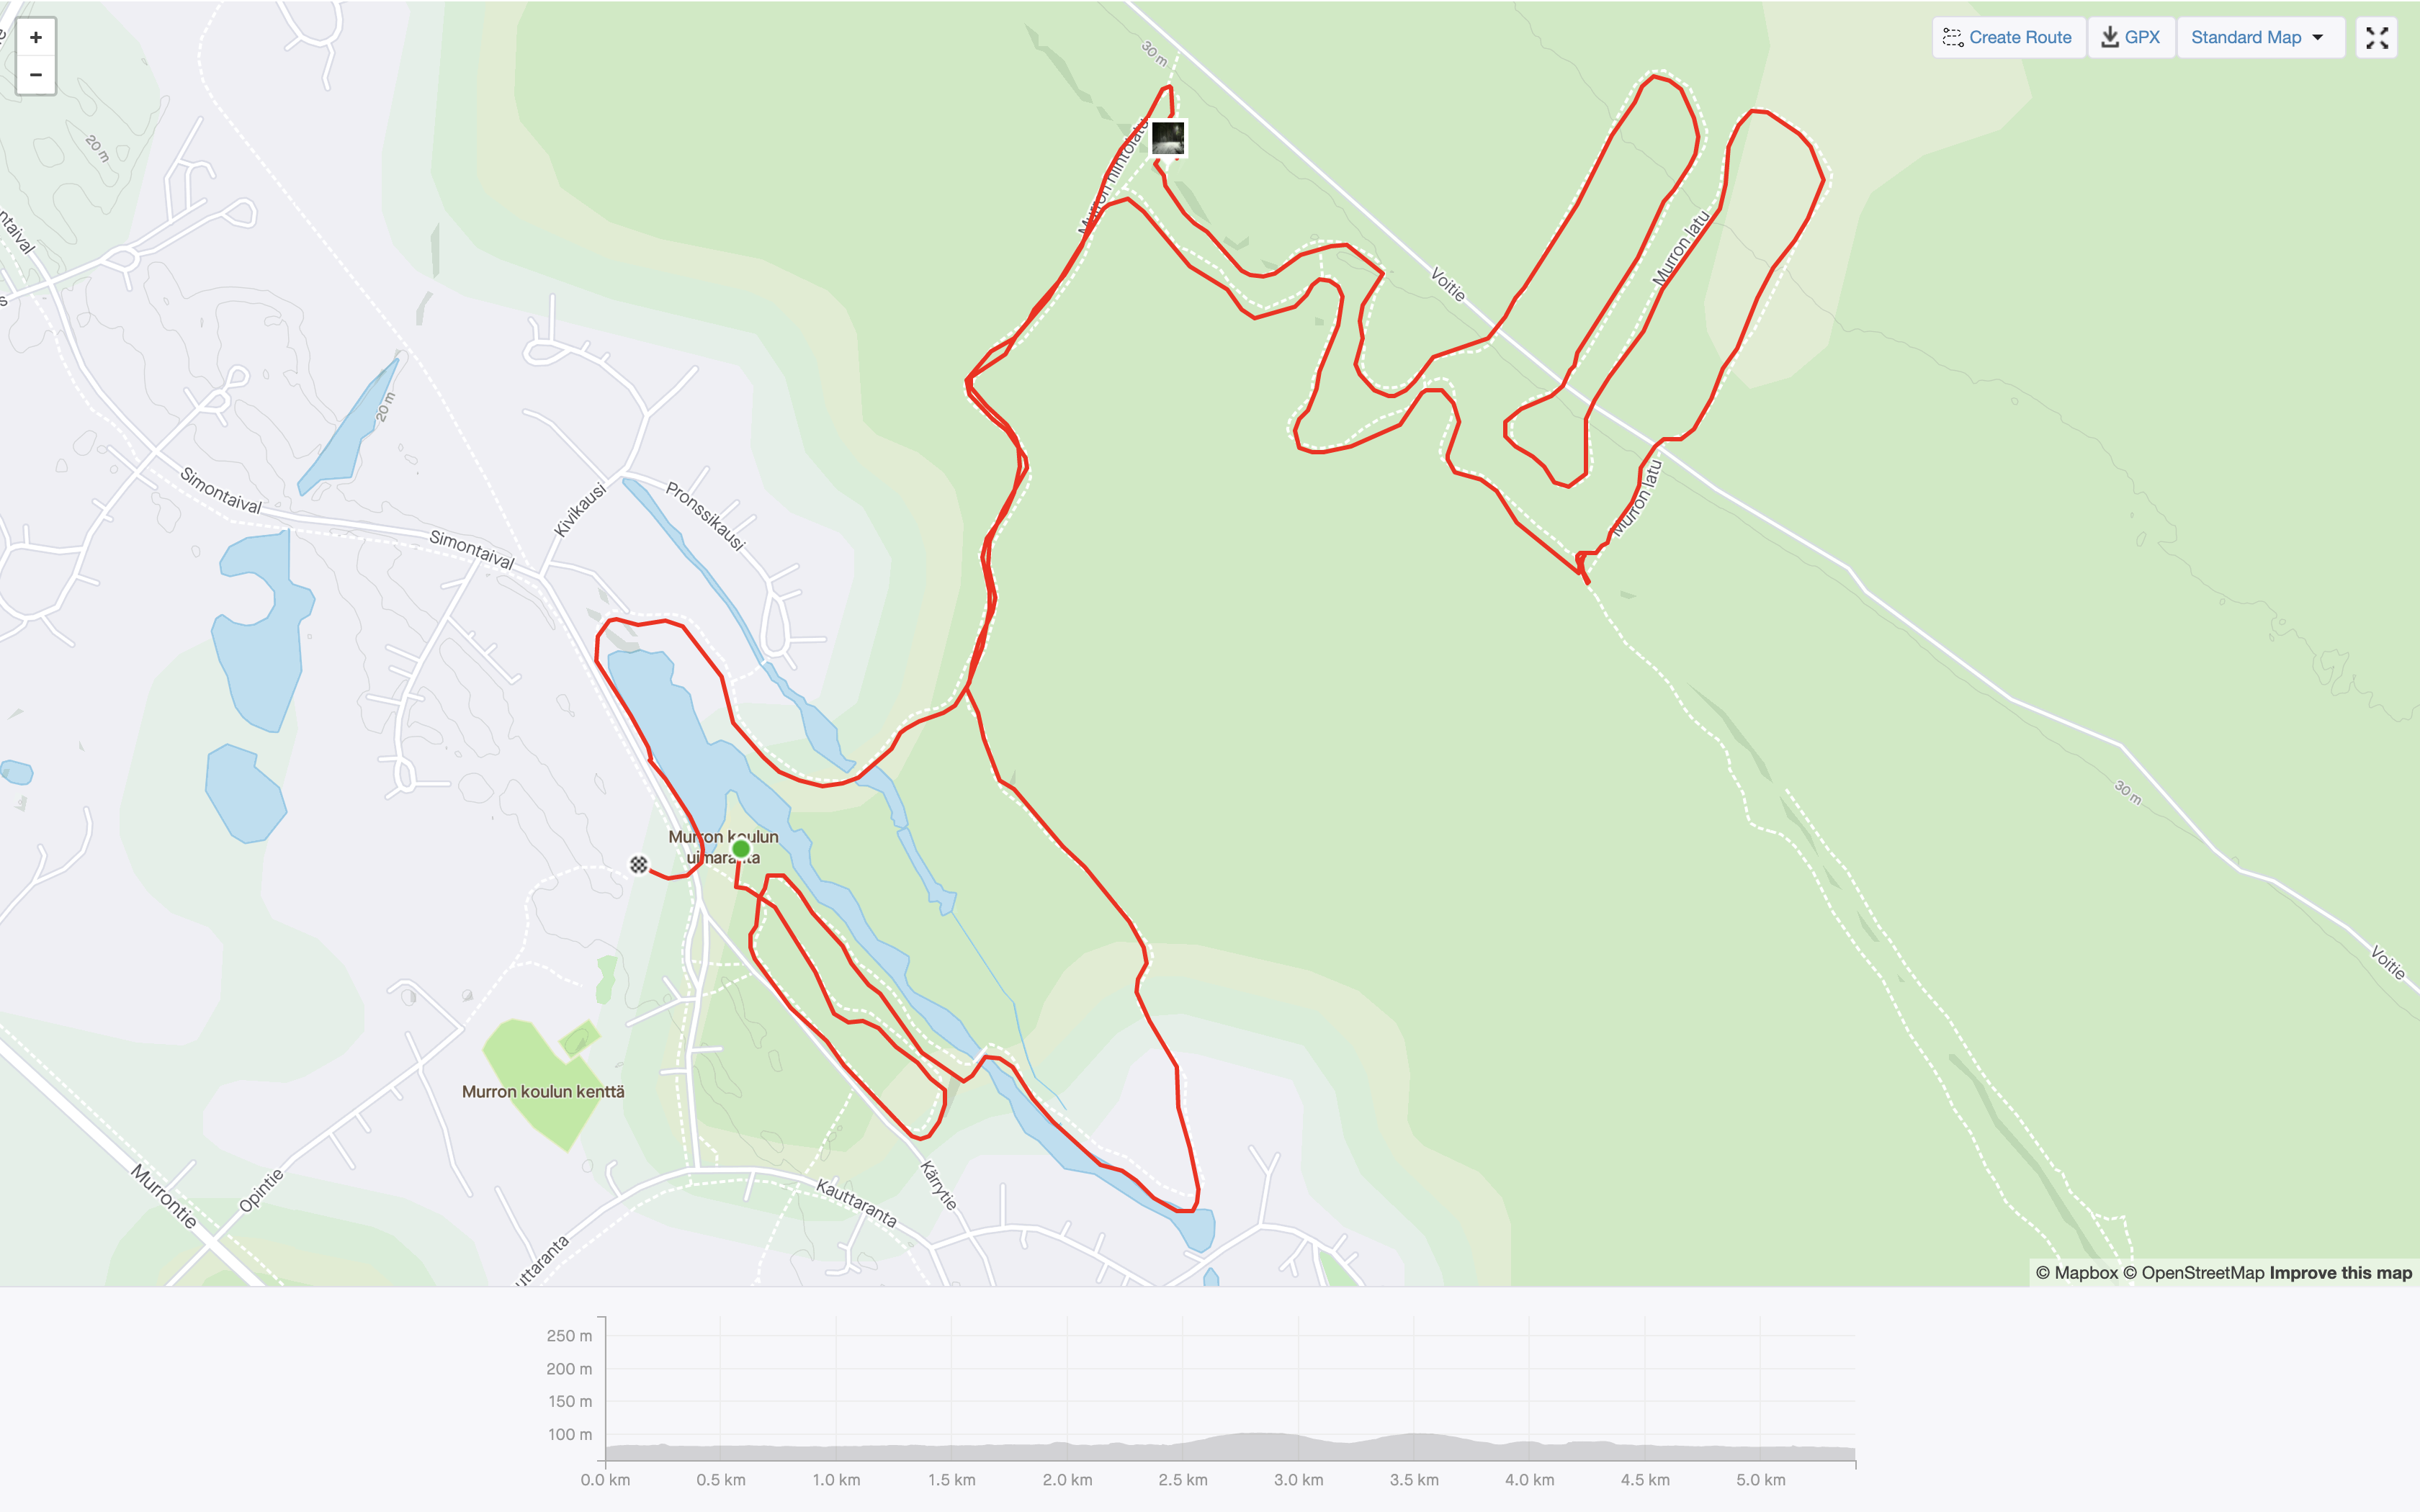 +
−
Create Route
GPX
Standard Map
30 m
20 m
ntaival
s
Murron hiihtolatu
Voitie
Murron latu
20 m
Simontaival
Simontaival
Kivikausi
Pronssikausi
Murron latu
30 m
Murron koulun
uimaranta
Voitie
Murron koulun kenttä
Murrontie
Opintie
Kärrytie
Kauttaranta
uttaranta
© Mapbox © OpenStreetMap Improve this map
250 m
200 m
150 m
100 m
0.0 km 0.5 km 1.0 km 1.5 km 2.0 km 2.5 km 3.0 km 3.5 km 4.0 km 4.5 km 5.0 km